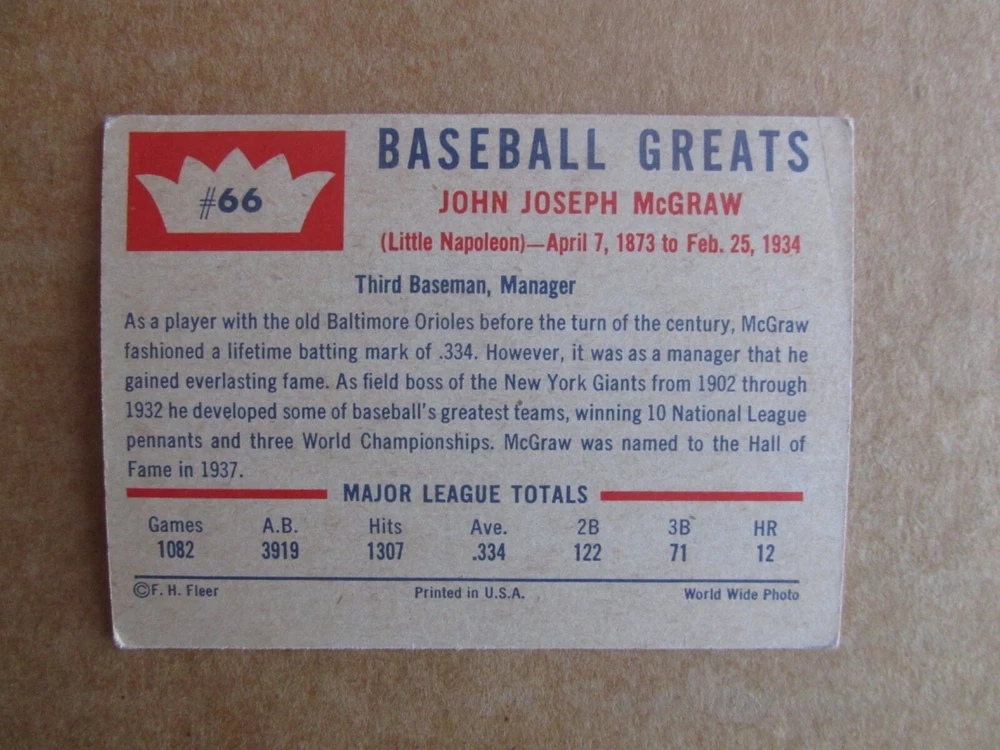 #66
BASEBALL GREATS
JOHN JOSEPH McGRAW
(Little Napoleon)—April 7, 1873 to Feb. 25, 1934
Third Baseman, Manager
As a player with the old Baltimore Orioles before the turn of the century, McGraw
fashioned a lifetime batting mark of .334. However, it was as a manager that he
gained everlasting fame. As field boss of the New York Giants from 1902 through
1932 he developed some of baseball's greatest teams, winning 10 National League
pennants and three World Championships. McGraw was named to the Hall of
Fame in 1937.
MAJOR LEAGUE TOTALS
Games A.B. Hits Ave. 2B 3B HR
1082 3919 1307 .334 122 71 12
©F. H. Fleer Printed in U.S.A. World Wide Photo